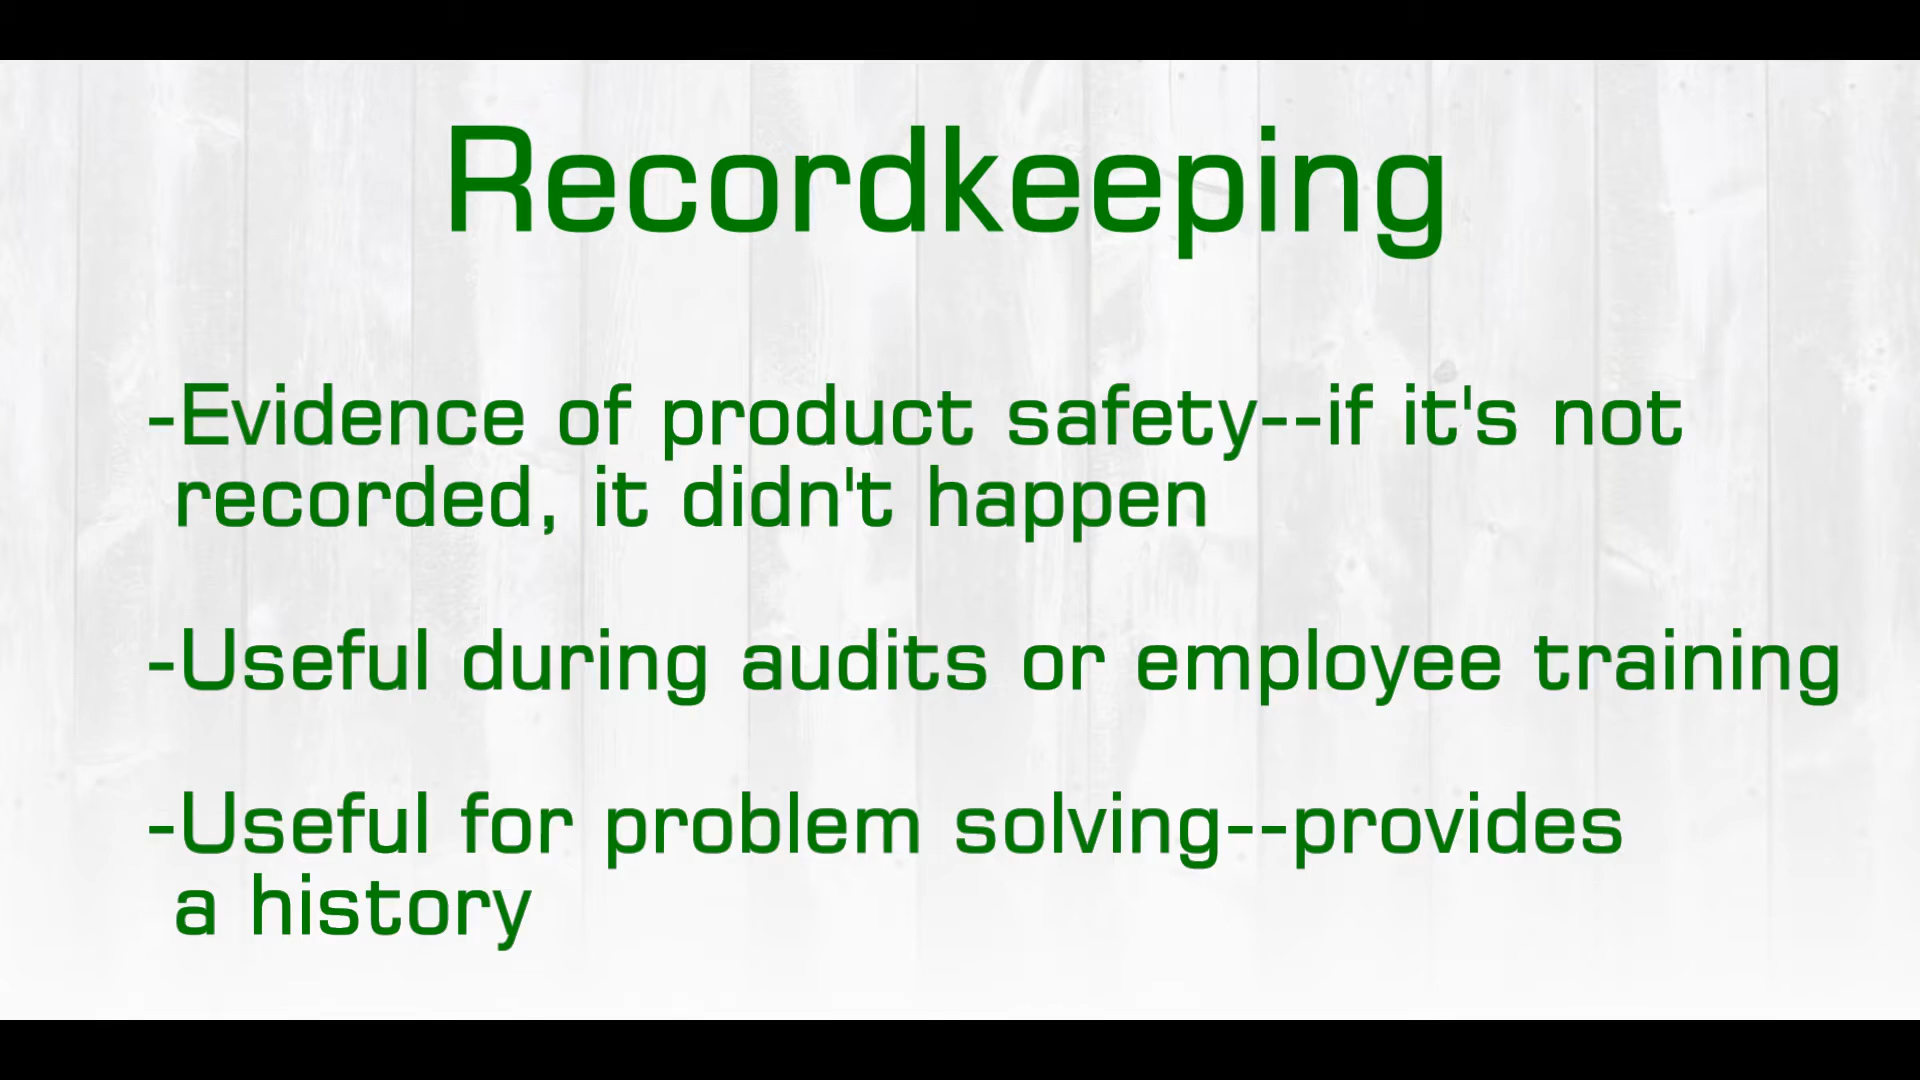 Recordkeeping
-Evidence of product safety--if it's not
recorded, it didn't happen
-Useful during audits or employee training
-Useful for problem solving--provides
a history